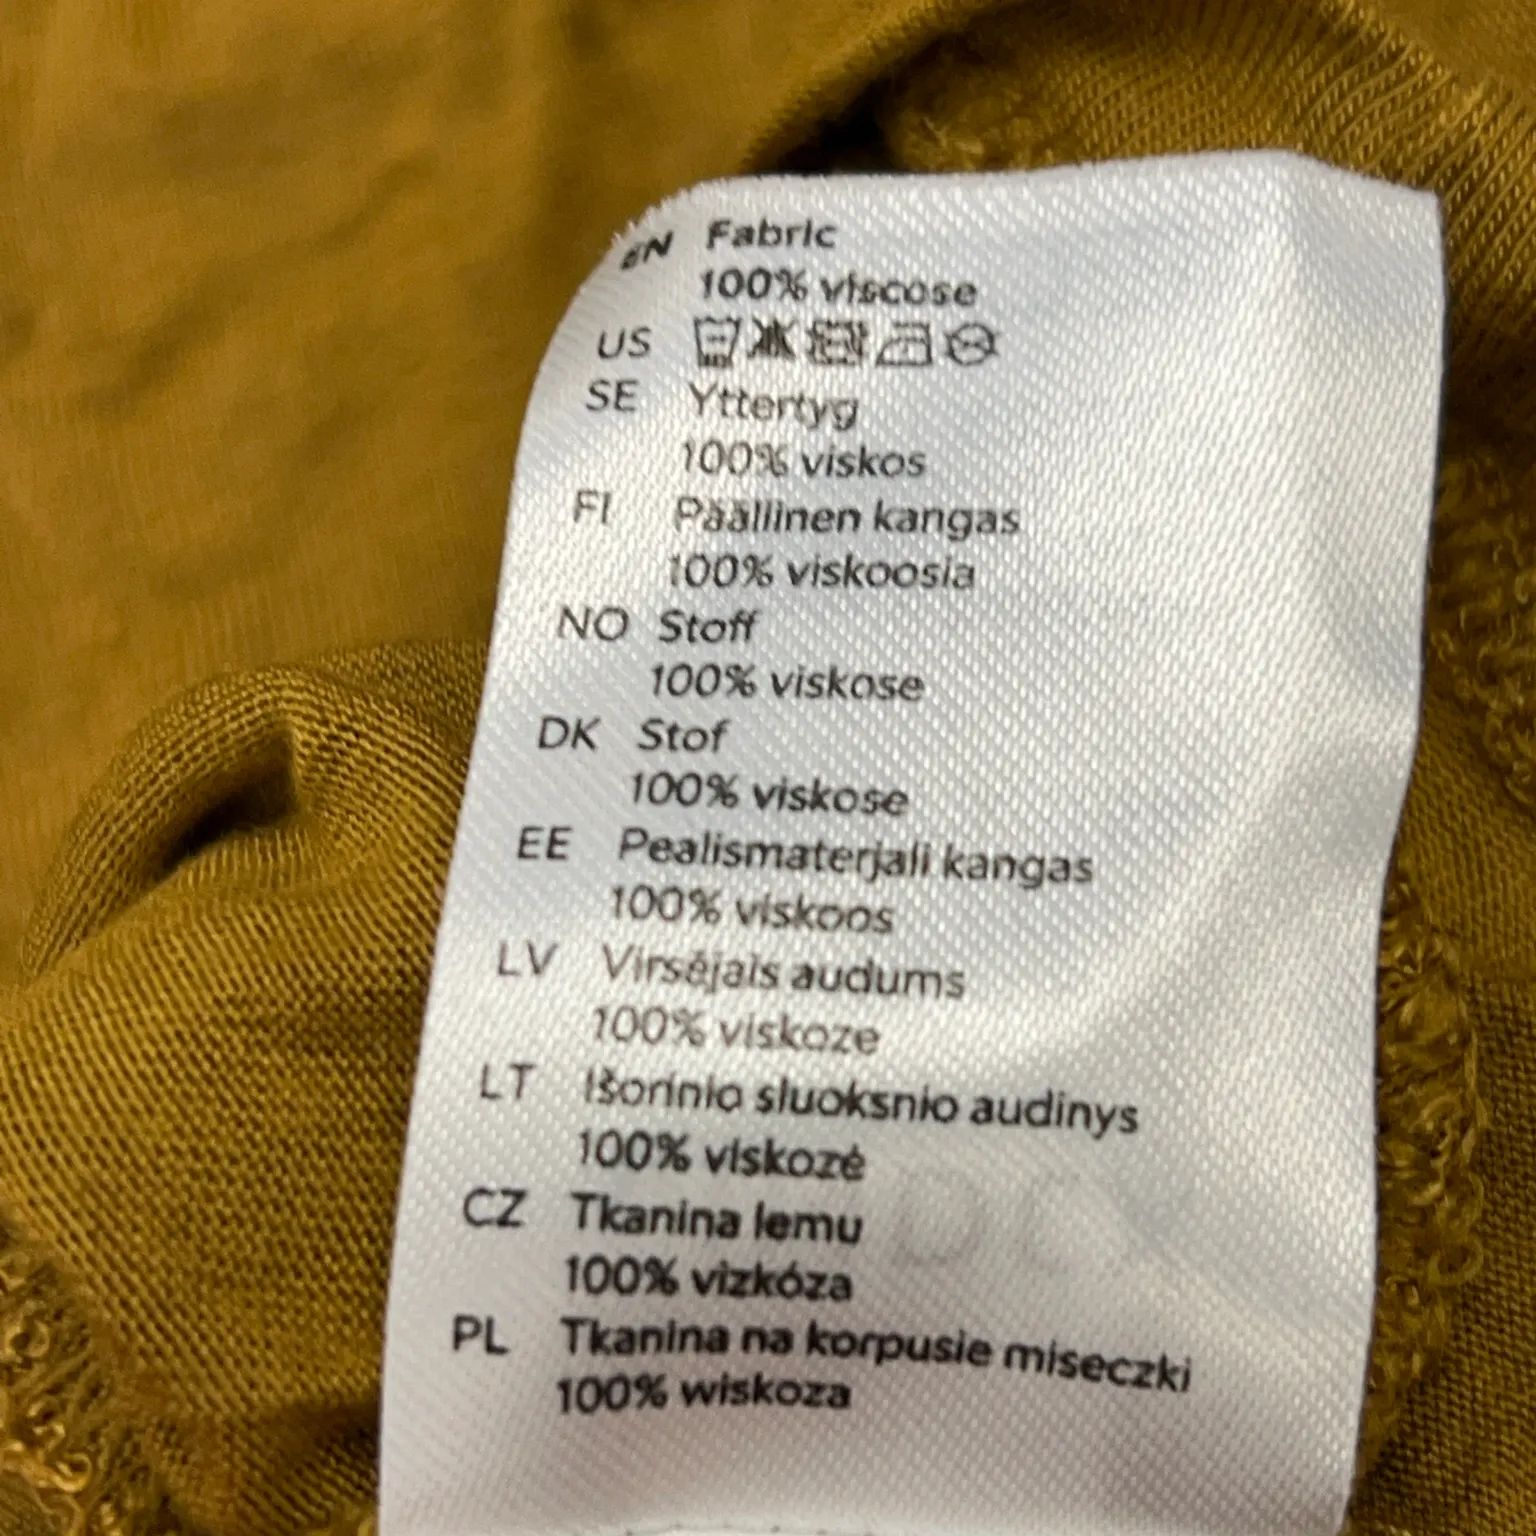 EN Fabric
100% viscose
US
SE Yttertyg
100% viskos
FI Päällinen kangas
100% viskoosia
NO Stoff
100% viskose
DK Stof
100% viskose
EE Pealismaterjali kangas
100% viskoos
LV Virsējais audums
100% viskoze
LT Išorinio sluoksnio audinys
100% viskozė
CZ Tkanina lemu
100% vizkóza
PL Tkanina na korpusie miseczki
100% wiskoza